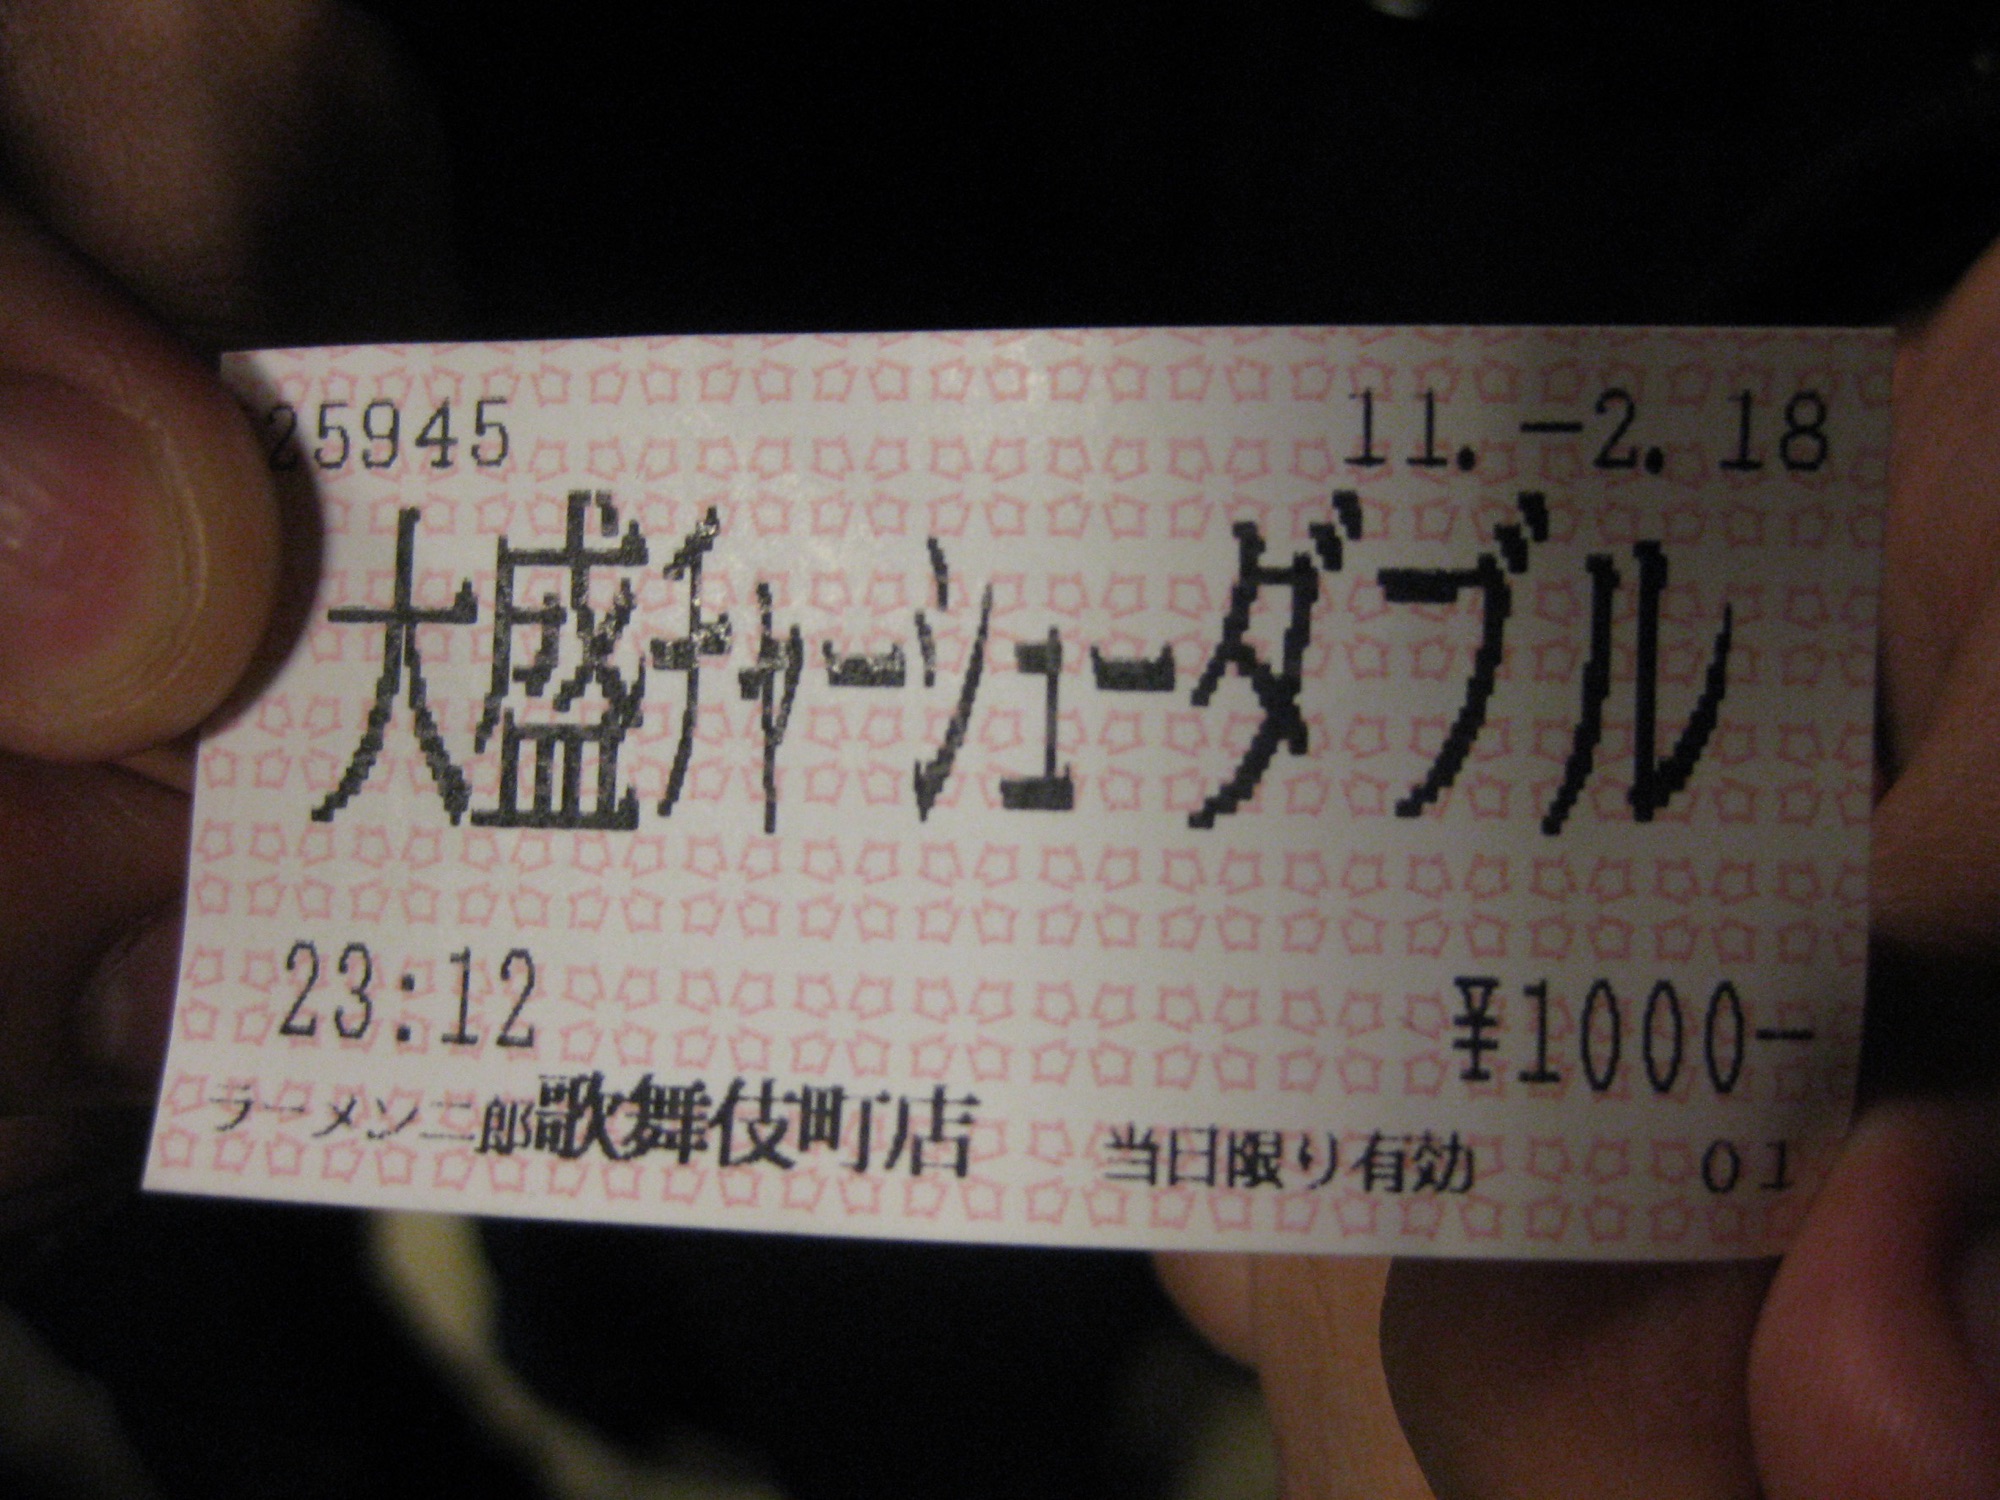 25945 11.-2.18
大盛チャーシューダブル
23:12 ¥1000-
ラーメン二郎歌舞伎町店 当日限り有効 01